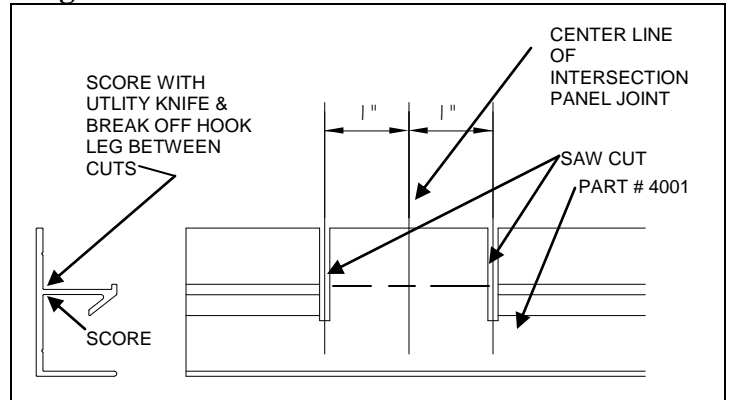 CENTER LINE
OF
INTERSECTION
PANEL JOINT
SCORE WITH
UTLITY KNIFE &
BREAK OFF HOOK
LEG BETWEEN
CUTS
1"
1"
SAW CUT
PART # 4001
SCORE